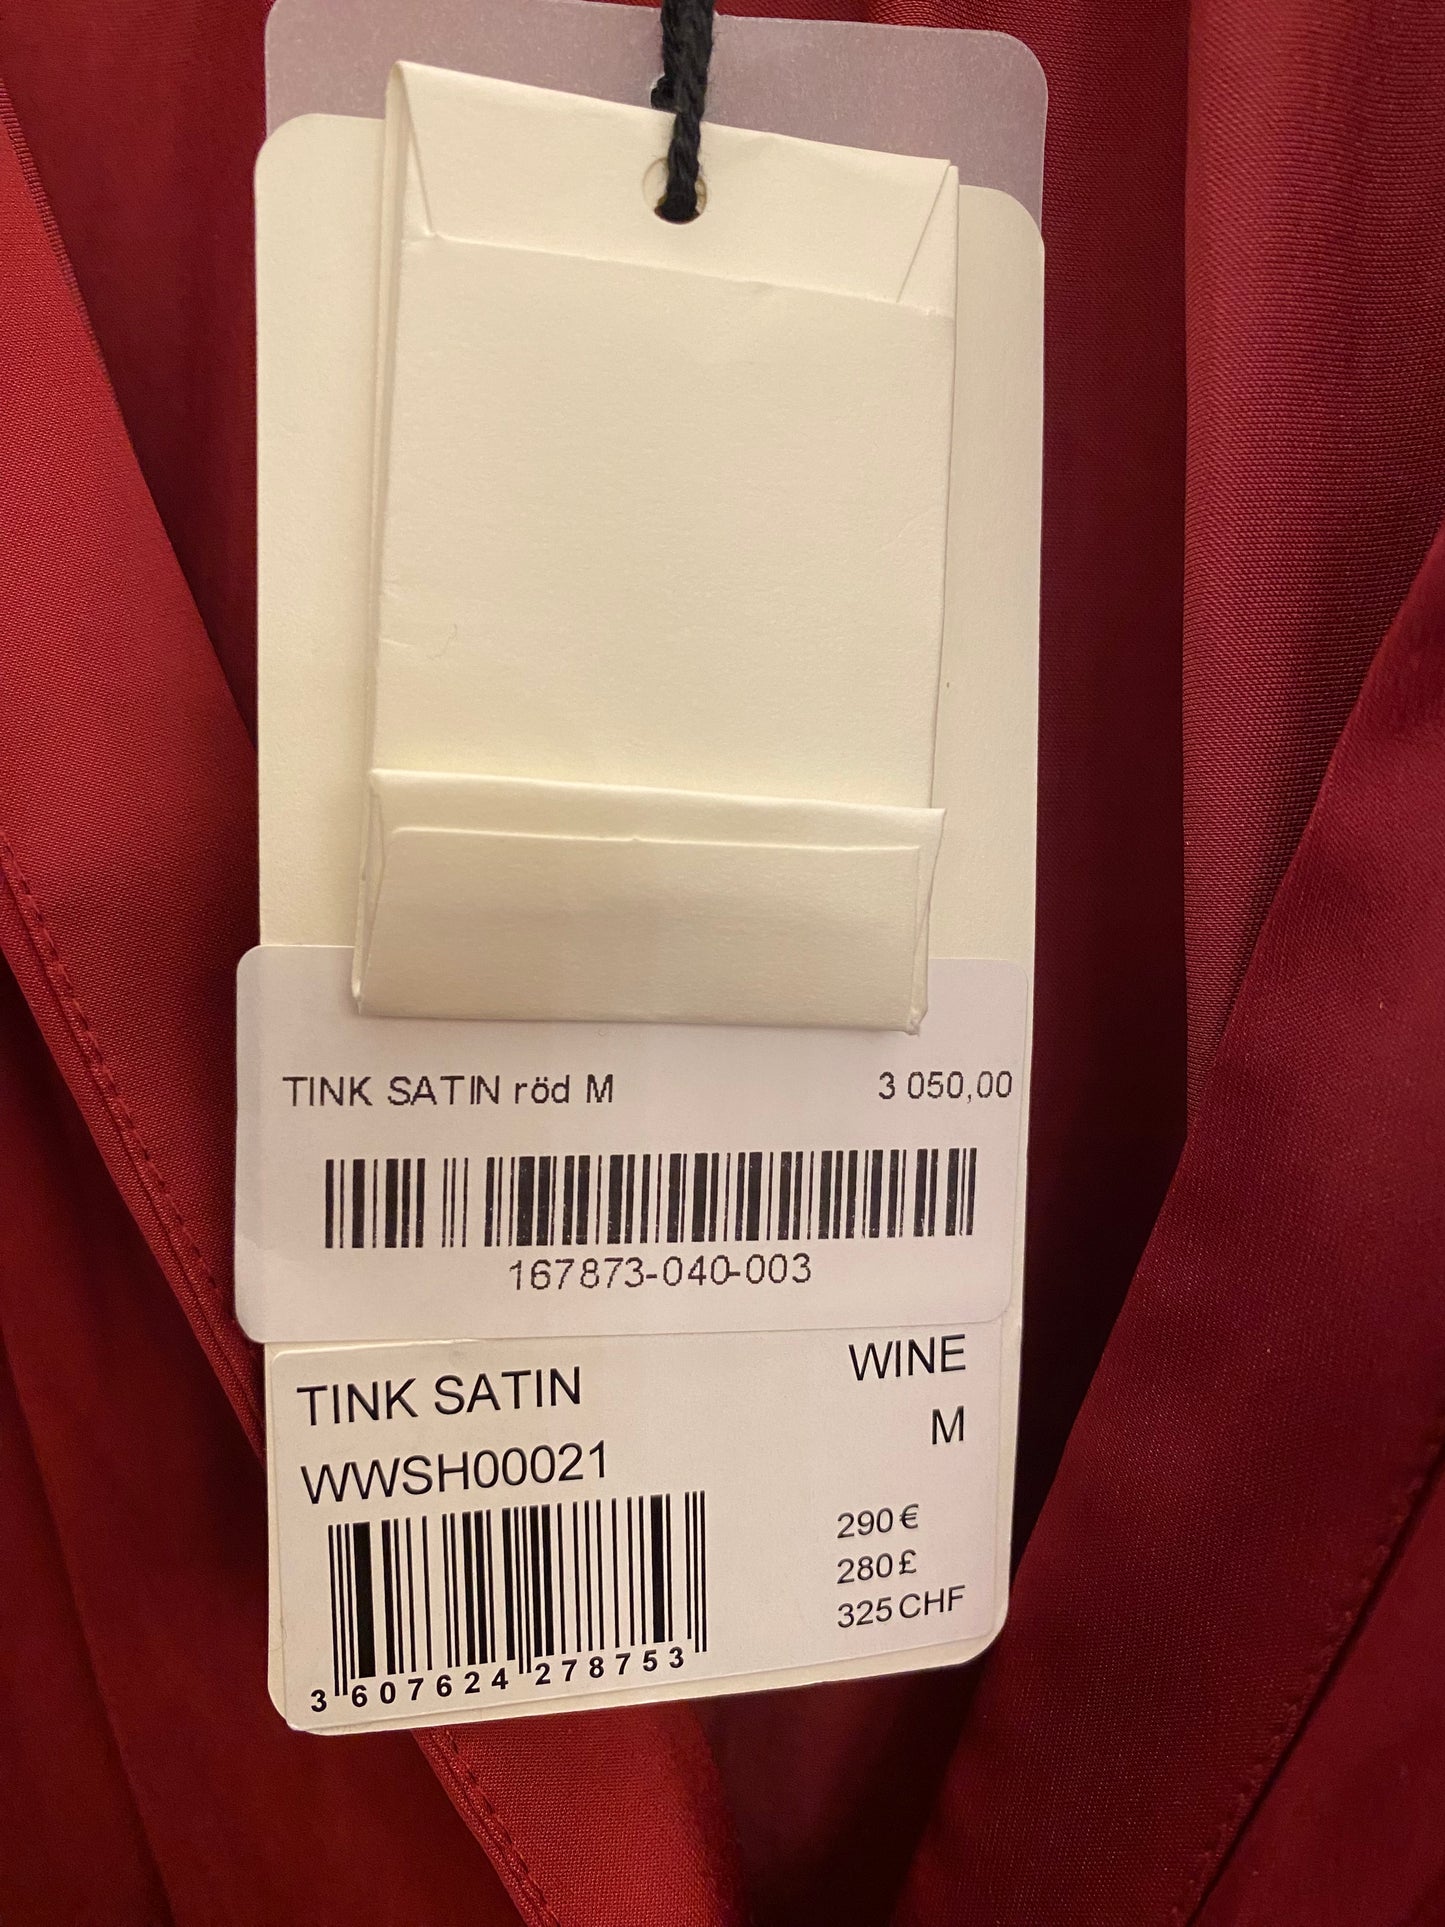 TINK SATIN röd M 3 050,00
167873-040-003
TINK SATIN WINE
WWSH00021 M
290€
280£
325CHF
3 607624 278753